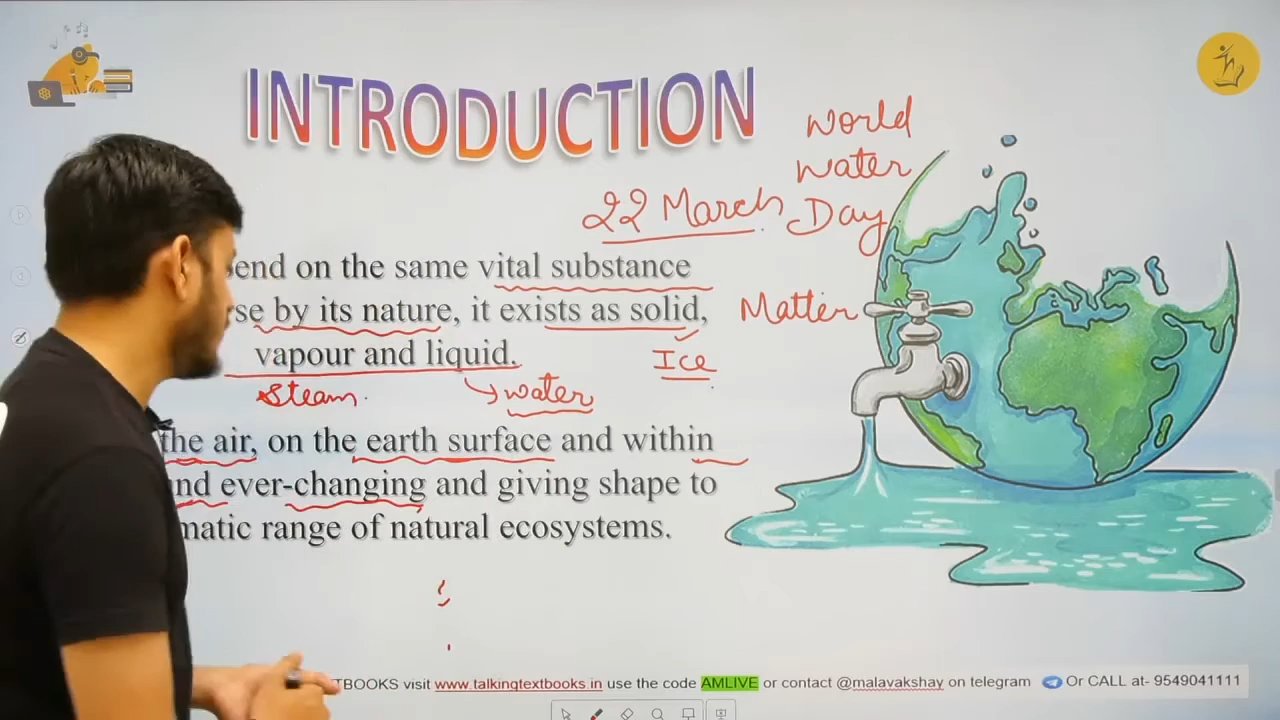 INTRODUCTION
World
Water
22 March Day
end on the same vital substance
se by its nature, it exists as solid, Matter
vapour and liquid. Ice
Steam. water
the air, on the earth surface and within
nd ever-changing and giving shape to
matic range of natural ecosystems.
TBOOKS visit www.talkingtextbooks.in use the code AMLIVE or contact @malavakshay on telegram Or CALL at- 9549041111